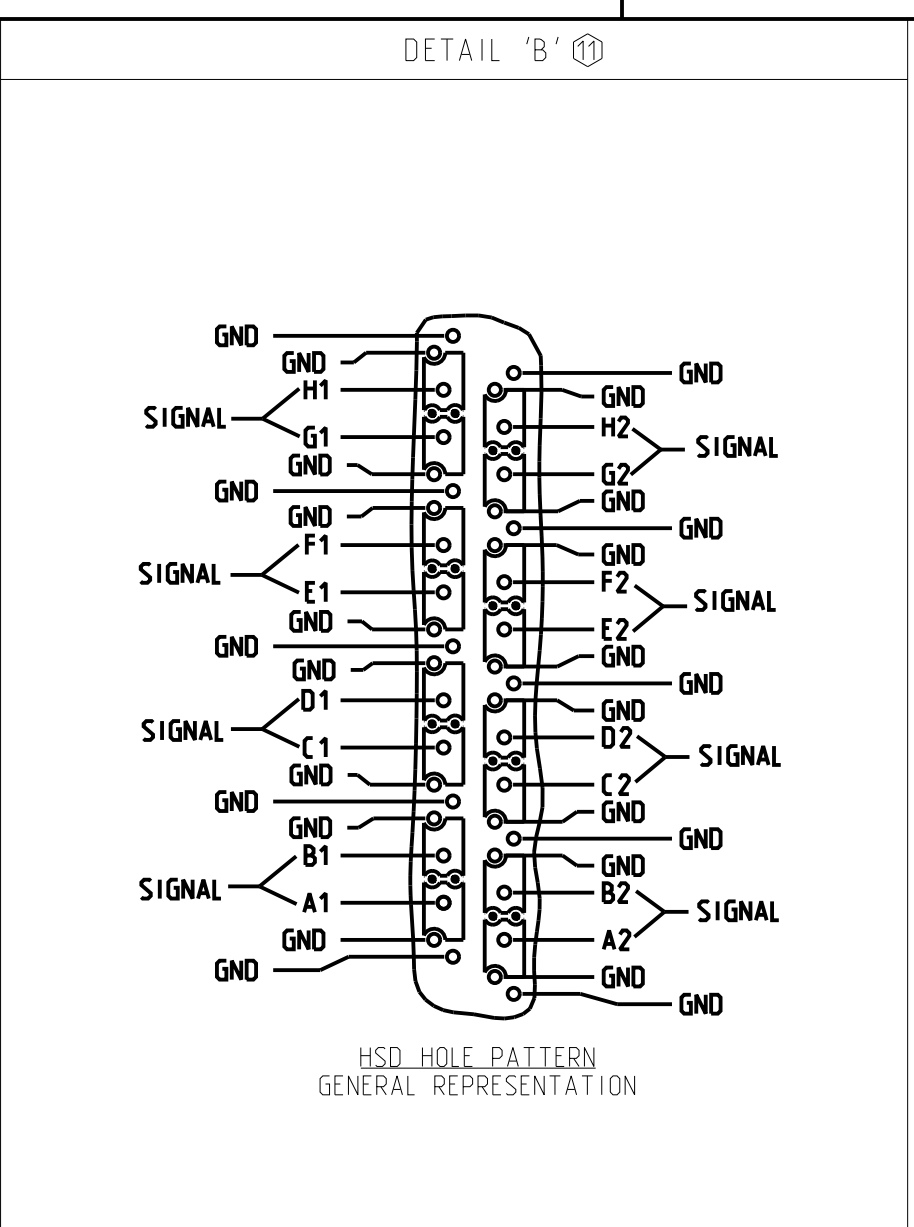 DETAIL 'B' 11
GND
GND
GND
H1
GND
SIGNAL
H2
G1
SIGNAL
GND
G2
GND
GND
GND
GND
F1
GND
SIGNAL
F2
E1
SIGNAL
GND
E2
GND
GND
GND
GND
D1
GND
SIGNAL
D2
C1
SIGNAL
GND
C2
GND
GND
GND
GND
B1
GND
SIGNAL
B2
A1
SIGNAL
GND
A2
GND
GND
GND
HSD HOLE PATTERN
GENERAL REPRESENTATION